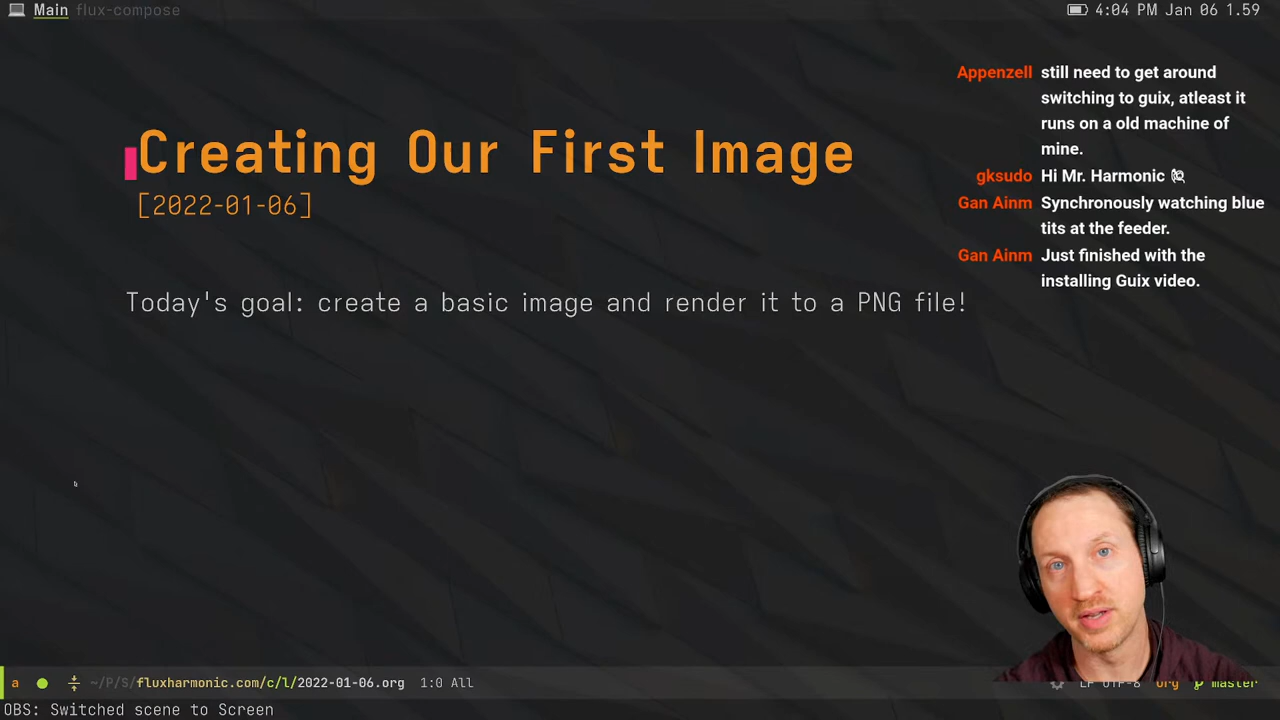 Main flux-compose
4:04 PM Jan 06 1.59
Appenzell still need to get around
switching to guix, atleast it
runs on a old machine of
mine.
gksudo Hi Mr. Harmonic
Gan Ainm Synchronously watching blue
tits at the feeder.
Gan Ainm Just finished with the
installing Guix video.
Creating Our First Image
[2022-01-06]
Today's goal: create a basic image and render it to a PNG file!
a ~/P/S/fluxharmonic.com/c/l/2022-01-06.org 1:0 All
LF UTF-8 org master
OBS: Switched scene to Screen